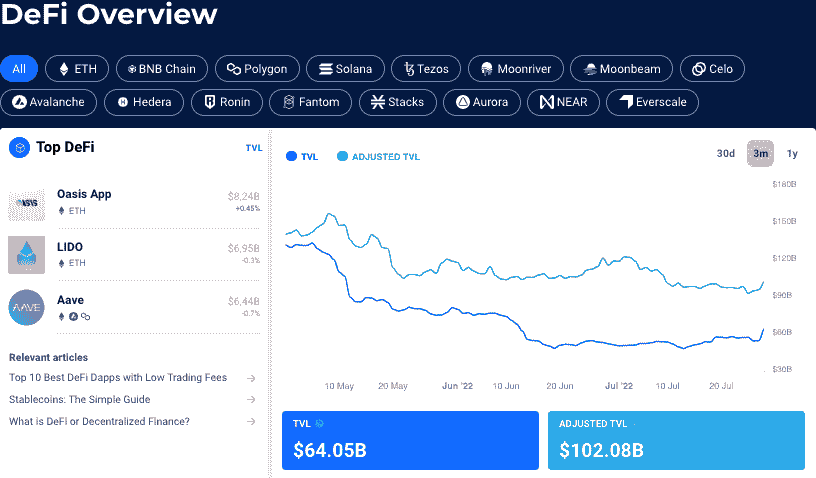 DeFi Overview
All ETH BNB Chain Polygon Solana Tezos Moonriver Moonbeam Celo
Avalanche Hedera Ronin Fantom Stacks Aurora NEAR Everscale
Top DeFi TVL
Oasis App $8,24B
ETH +0.45%
LIDO $6,95B
ETH -0.3%
Aave $6,44B
AAVE -0.7%
Relevant articles
Top 10 Best DeFi Dapps with Low Trading Fees
Stablecoins: The Simple Guide
What is DeFi or Decentralized Finance?
TVL ADJUSTED TVL 30d 3m 1y
$180B
$150B
$120B
$90B
$60B
$30B
10 May 20 May Jun '22 10 Jun 20 Jun Jul '22 10 Jul 20 Jul
TVL
$64.05B
ADJUSTED TVL
$102.08B